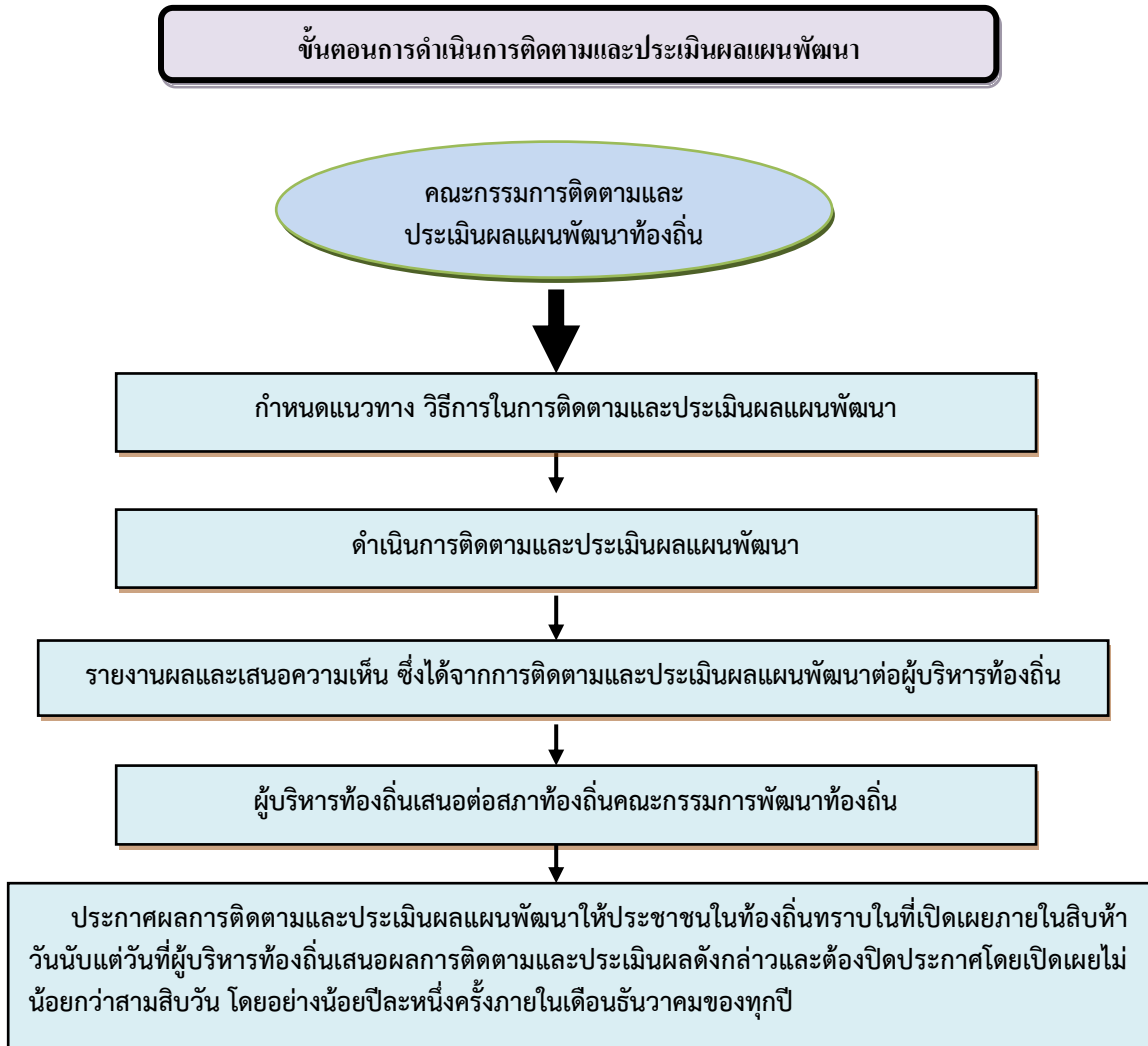 ขั้นตอนการดำเนินการติดตามและประเมินผลแผนพัฒนา
คณะกรรมการติดตามและ
ประเมินผลแผนพัฒนาท้องถิ่น
กำหนดแนวทาง วิธีการในการติดตามและประเมินผลแผนพัฒนา
ดำเนินการติดตามและประเมินผลแผนพัฒนา
รายงานผลและเสนอความเห็น ซึ่งได้จากการติดตามและประเมินผลแผนพัฒนาต่อผู้บริหารท้องถิ่น
ผู้บริหารท้องถิ่นเสนอต่อสภาท้องถิ่นคณะกรรมการพัฒนาท้องถิ่น
ประกาศผลการติดตามและประเมินผลแผนพัฒนาให้ประชาชนในท้องถิ่นทราบในที่เปิดเผยภายในสิบห้า
วันนับแต่วันที่ผู้บริหารท้องถิ่นเสนอผลการติดตามและประเมินผลดังกล่าวและต้องปิดประกาศโดยเปิดเผยไม่
น้อยกว่าสามสิบวัน โดยอย่างน้อยปีละหนึ่งครั้งภายในเดือนธันวาคมของทุกปี